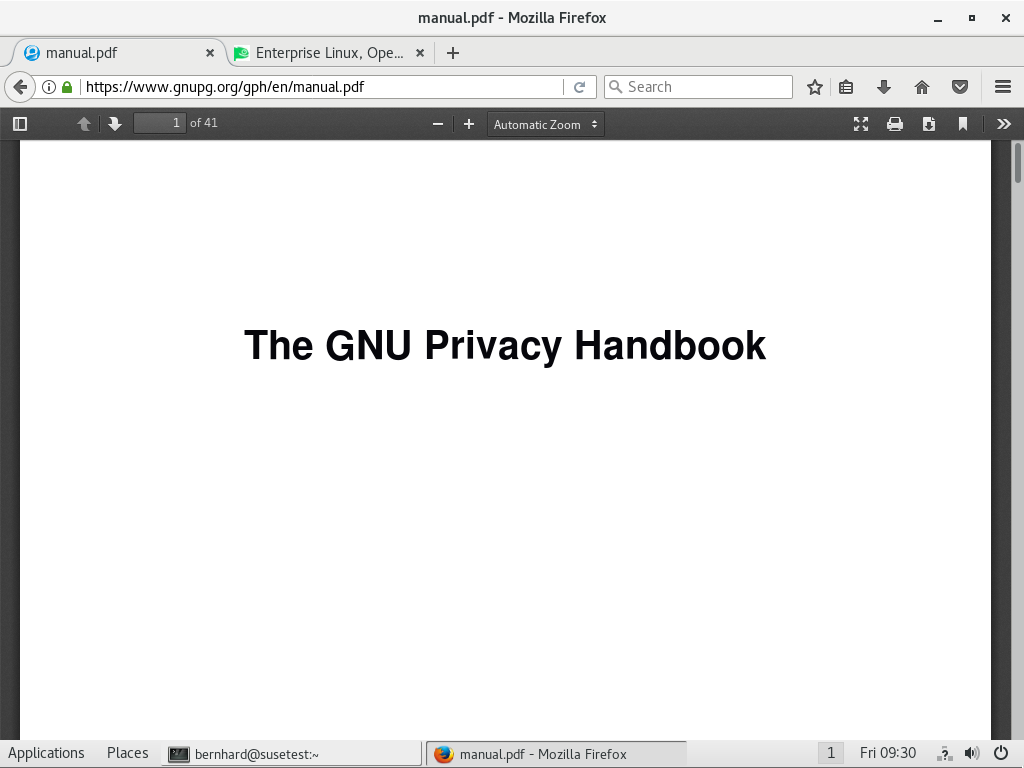 manual.pdf - Mozilla Firefox
manual.pdf
Enterprise Linux, Ope...
https://www.gnupg.org/gph/en/manual.pdf
Search
1 of 41
Automatic Zoom
The GNU Privacy Handbook
Applications Places bernhard@susetest:~ manual.pdf - Mozilla Firefox 1 Fri 09:30